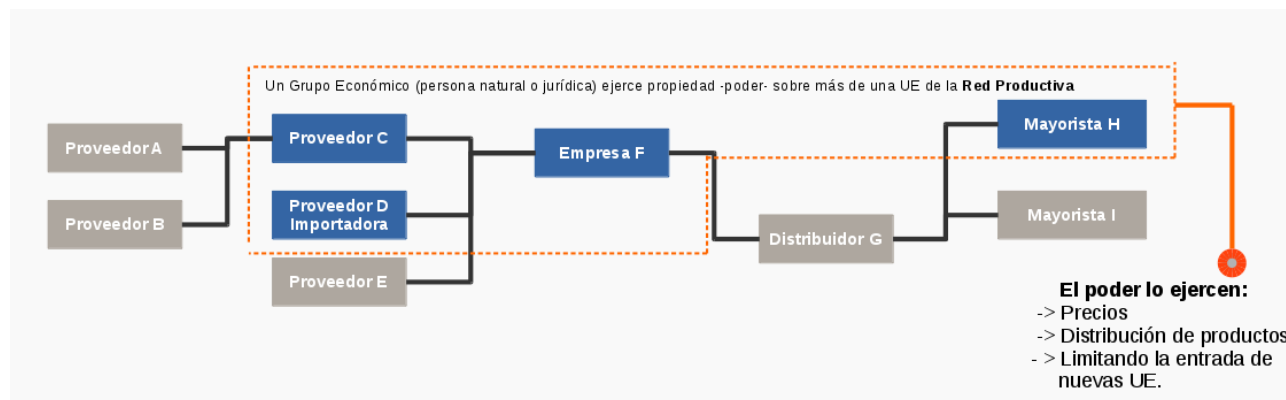 Un Grupo Económico (persona natural o jurídica) ejerce propiedad -poder- sobre más de una UE de la Red Productiva
Proveedor A
Proveedor B
Proveedor C
Proveedor D
Importadora
Proveedor E
Empresa F
Distribuidor G
Mayorista H
Mayorista I
El poder lo ejercen:
-> Precios
-> Distribución de productos
- > Limitando la entrada de
nuevas UE.